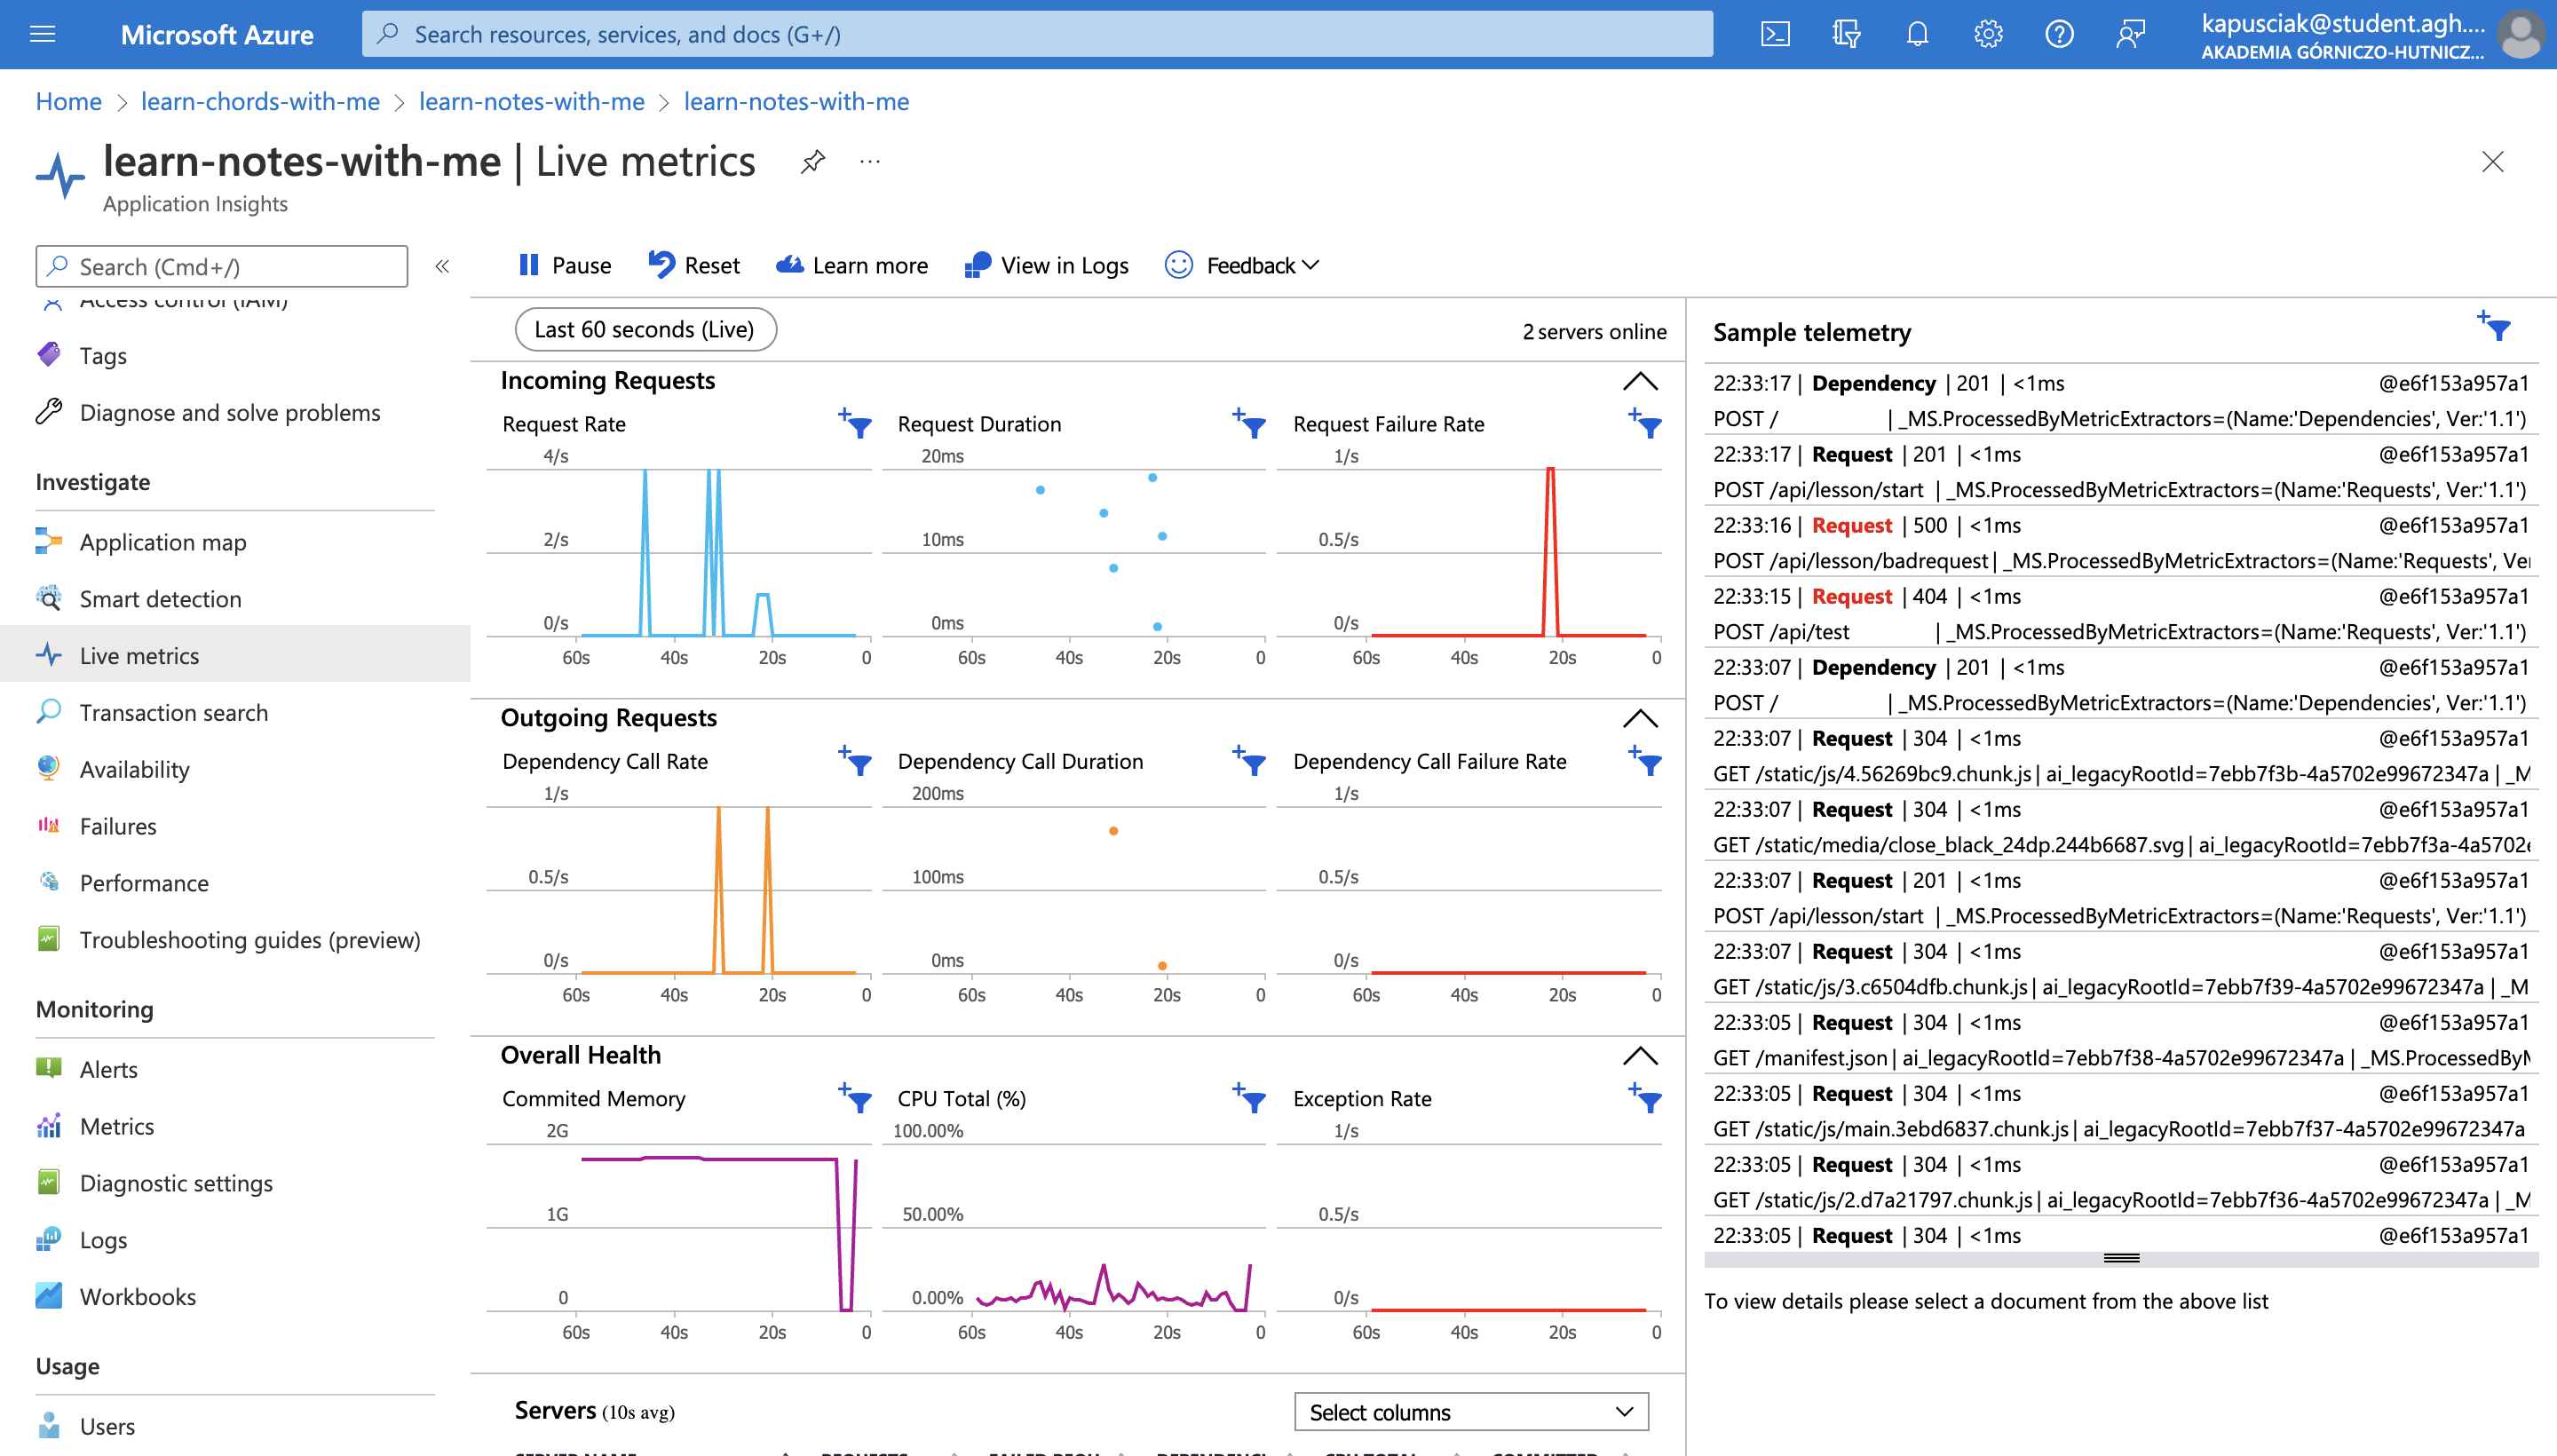 Microsoft Azure
Search resources, services, and docs (G+/)
kapusciak@student.agh....
AKADEMIA GÓRNICZO-HUTNICZ...
Home > learn-chords-with-me > learn-notes-with-me > learn-notes-with-me
learn-notes-with-me | Live metrics ...
Application Insights
Search (Cmd+/)
«
Access control (IAM)
Tags
Diagnose and solve problems
Investigate
Application map
Smart detection
Live metrics
Transaction search
Availability
Failures
Performance
Troubleshooting guides (preview)
Monitoring
Alerts
Metrics
Diagnostic settings
Logs
Workbooks
Usage
Users
Pause Reset Learn more View in Logs Feedback
Last 60 seconds (Live)
2 servers online
Incoming Requests
Request Rate
4/s
2/s
0/s
60s 40s 20s 0
Request Duration
20ms
10ms
0ms
60s 40s 20s 0
Request Failure Rate
1/s
0.5/s
0/s
60s 40s 20s 0
Outgoing Requests
Dependency Call Rate
1/s
0.5/s
0/s
60s 40s 20s 0
Dependency Call Duration
200ms
100ms
0ms
60s 40s 20s 0
Dependency Call Failure Rate
1/s
0.5/s
0/s
60s 40s 20s 0
Overall Health
Commited Memory
2G
1G
0
60s 40s 20s 0
CPU Total (%)
100.00%
50.00%
0.00%
60s 40s 20s 0
Exception Rate
1/s
0.5/s
0/s
60s 40s 20s 0
Servers (10s avg)
Select columns
SERVER NAME REQUESTS FAILED REQU DEPENDENCI CPU TOTAL COMMITTED
Sample telemetry
22:33:17 | Dependency | 201 | <1ms @e6f153a957a1
POST / | _MS.ProcessedByMetricExtractors=(Name:'Dependencies', Ver:'1.1')
22:33:17 | Request | 201 | <1ms @e6f153a957a1
POST /api/lesson/start | _MS.ProcessedByMetricExtractors=(Name:'Requests', Ver:'1.1')
22:33:16 | Request | 500 | <1ms @e6f153a957a1
POST /api/lesson/badrequest | _MS.ProcessedByMetricExtractors=(Name:'Requests', Ver
22:33:15 | Request | 404 | <1ms @e6f153a957a1
POST /api/test | _MS.ProcessedByMetricExtractors=(Name:'Requests', Ver:'1.1')
22:33:07 | Dependency | 201 | <1ms @e6f153a957a1
POST / | _MS.ProcessedByMetricExtractors=(Name:'Dependencies', Ver:'1.1')
22:33:07 | Request | 304 | <1ms @e6f153a957a1
GET /static/js/4.56269bc9.chunk.js | ai_legacyRootId=7ebb7f3b-4a5702e99672347a | _M
22:33:07 | Request | 304 | <1ms @e6f153a957a1
GET /static/media/close_black_24dp.244b6687.svg | ai_legacyRootId=7ebb7f3a-4a5702e
22:33:07 | Request | 201 | <1ms @e6f153a957a1
POST /api/lesson/start | _MS.ProcessedByMetricExtractors=(Name:'Requests', Ver:'1.1')
22:33:07 | Request | 304 | <1ms @e6f153a957a1
GET /static/js/3.c6504dfb.chunk.js | ai_legacyRootId=7ebb7f39-4a5702e99672347a | _M
22:33:05 | Request | 304 | <1ms @e6f153a957a1
GET /manifest.json | ai_legacyRootId=7ebb7f38-4a5702e99672347a | _MS.ProcessedByM
22:33:05 | Request | 304 | <1ms @e6f153a957a1
GET /static/js/main.3ebd6837.chunk.js | ai_legacyRootId=7ebb7f37-4a5702e99672347a
22:33:05 | Request | 304 | <1ms @e6f153a957a1
GET /static/js/2.d7a21797.chunk.js | ai_legacyRootId=7ebb7f36-4a5702e99672347a | _M
22:33:05 | Request | 304 | <1ms @e6f153a957a1
To view details please select a document from the above list